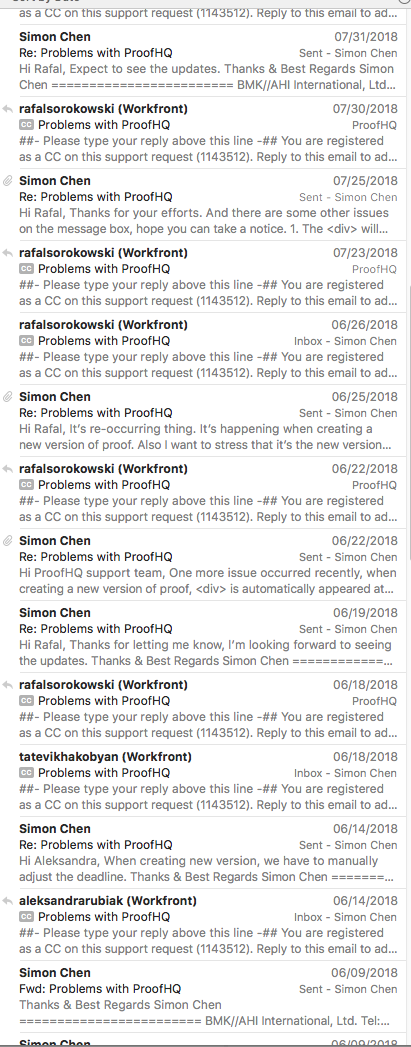 as a CC on this support request (1143512). Reply to this email to ad...
Simon Chen 07/31/2018
Re: Problems with ProofHQ Sent - Simon Chen
Hi Rafal, Expect to see the updates. Thanks & Best Regards Simon
Chen ========================= BMK//AHI International, Ltd...
rafalsorokowski (Workfront) 07/30/2018
CC Problems with ProofHQ ProofHQ
##- Please type your reply above this line -## You are registered
as a CC on this support request (1143512). Reply to this email to ad...
Simon Chen 07/25/2018
Re: Problems with ProofHQ Sent - Simon Chen
Hi Rafal, Thanks for your efforts. And there are some other issues
on the message box, hope you can take a notice. 1. The <div> will...
rafalsorokowski (Workfront) 07/23/2018
CC Problems with ProofHQ ProofHQ
##- Please type your reply above this line -## You are registered
as a CC on this support request (1143512). Reply to this email to ad...
rafalsorokowski (Workfront) 06/26/2018
CC Problems with ProofHQ Inbox - Simon Chen
##- Please type your reply above this line -## You are registered
as a CC on this support request (1143512). Reply to this email to ad...
Simon Chen 06/25/2018
Re: Problems with ProofHQ Sent - Simon Chen
Hi Rafal, It's re-occurring thing. It's happening when creating a
new version of proof. Also I want to stress that it's the new version...
rafalsorokowski (Workfront) 06/22/2018
CC Problems with ProofHQ ProofHQ
##- Please type your reply above this line -## You are registered
as a CC on this support request (1143512). Reply to this email to ad...
Simon Chen 06/22/2018
Re: Problems with ProofHQ Sent - Simon Chen
Hi ProofHQ support team, One more issue occurred recently, when
creating a new version of proof, <div> is automatically appeared at...
Simon Chen 06/19/2018
Re: Problems with ProofHQ Sent - Simon Chen
Hi Rafal, Thanks for letting me know, I'm looking forward to seeing
the updates. Thanks & Best Regards Simon Chen ============...
rafalsorokowski (Workfront) 06/18/2018
CC Problems with ProofHQ ProofHQ
##- Please type your reply above this line -## You are registered
as a CC on this support request (1143512). Reply to this email to ad...
tatevikhakobyan (Workfront) 06/18/2018
CC Problems with ProofHQ Inbox - Simon Chen
##- Please type your reply above this line -## You are registered
as a CC on this support request (1143512). Reply to this email to ad...
Simon Chen 06/14/2018
Re: Problems with ProofHQ Sent - Simon Chen
Hi Aleksandra, When creating new version, we have to manually
adjust the deadline. Thanks & Best Regards Simon Chen =======...
aleksandrarubiak (Workfront) 06/14/2018
CC Problems with ProofHQ Inbox - Simon Chen
##- Please type your reply above this line -## You are registered
as a CC on this support request (1143512). Reply to this email to ad...
Simon Chen 06/09/2018
Fwd: Problems with ProofHQ Sent - Simon Chen
Thanks & Best Regards Simon Chen
========================= BMK//AHI International, Ltd. Tel:...
Simon Chen 06/09/2018